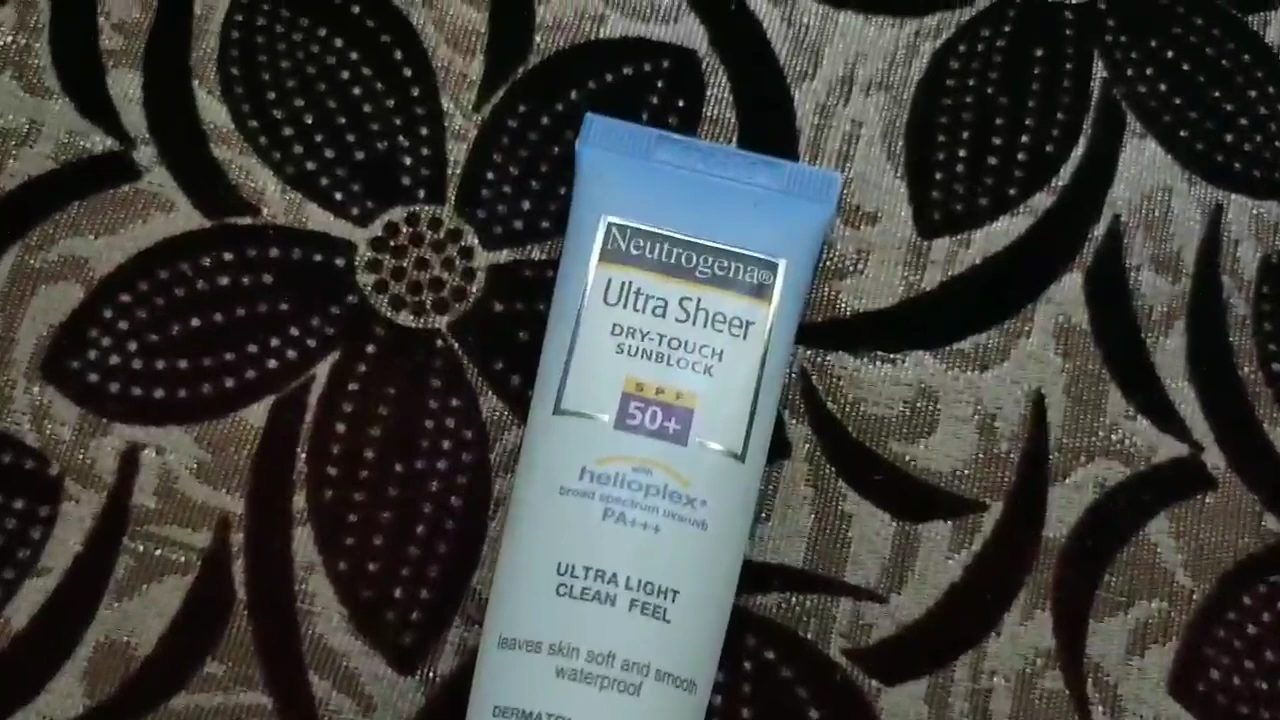 Neutrogena®
Ultra Sheer
DRY-TOUCH
SUNBLOCK
SPF
50+
with
helioplex®
broad spectrum uva·uvb
PA+++
ULTRA LIGHT
CLEAN FEEL
leaves skin soft and smooth
waterproof